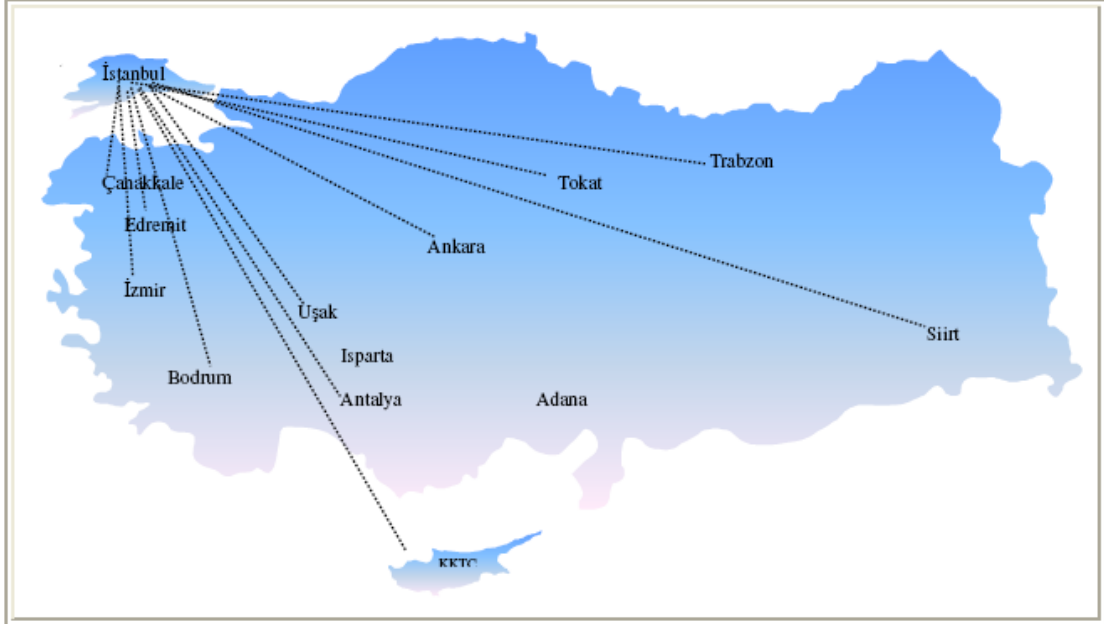 İstanbul
Trabzon
Çanakkale
Tokat
Edremit
Ankara
İzmir
Uşak
Siirt
Isparta
Bodrum
Antalya
Adana
KKTC